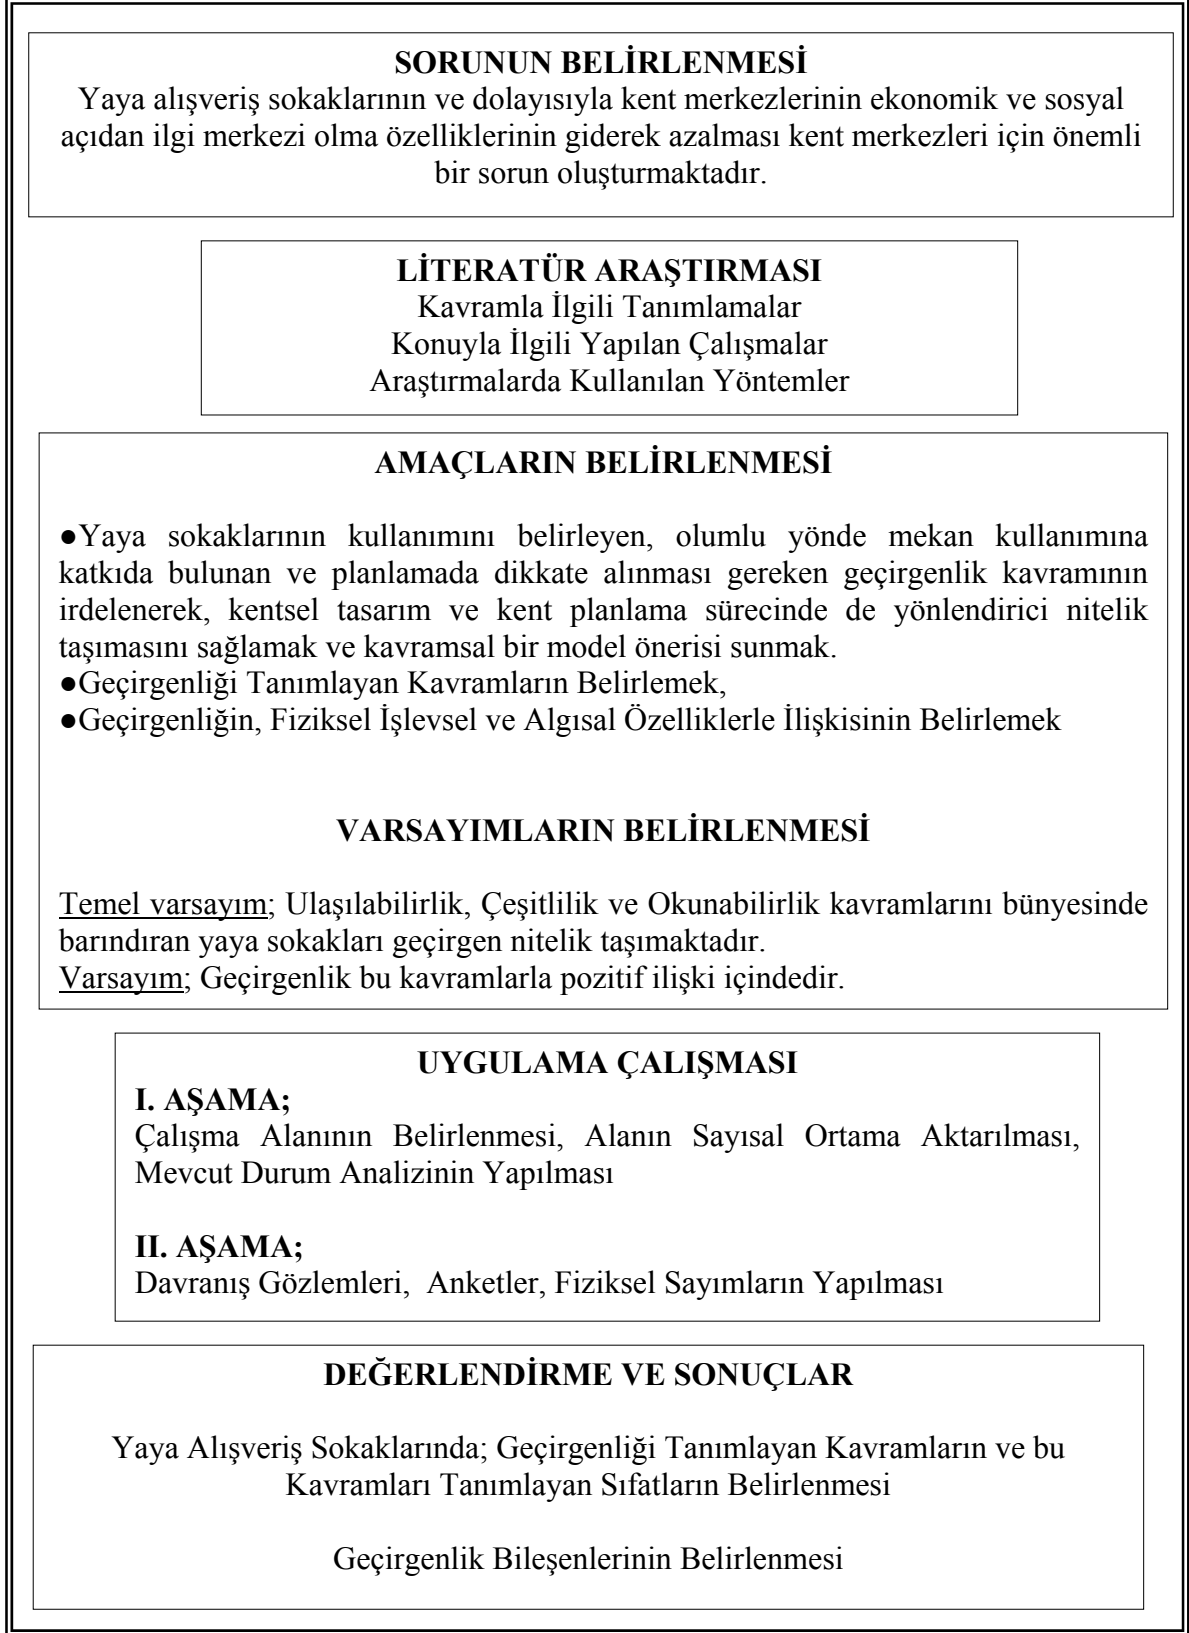 SORUNUN BELİRLENMESİ
Yaya alışveriş sokaklarının ve dolayısıyla kent merkezlerinin ekonomik ve sosyal
açıdan ilgi merkezi olma özelliklerinin giderek azalması kent merkezleri için önemli
bir sorun oluşturmaktadır.
LİTERATÜR ARAŞTIRMASI
Kavramla İlgili Tanımlamalar
Konuyla İlgili Yapılan Çalışmalar
Araştırmalarda Kullanılan Yöntemler
AMAÇLARIN BELİRLENMESİ
●Yaya sokaklarının kullanımını belirleyen, olumlu yönde mekan kullanımına
katkıda bulunan ve planlamada dikkate alınması gereken geçirgenlik kavramının
irdelenerek, kentsel tasarım ve kent planlama sürecinde de yönlendirici nitelik
taşımasını sağlamak ve kavramsal bir model önerisi sunmak.
●Geçirgenliği Tanımlayan Kavramların Belirlemek,
●Geçirgenliğin, Fiziksel İşlevsel ve Algısal Özelliklerle İlişkisinin Belirlemek
VARSAYIMLARIN BELİRLENMESİ
Temel varsayım; Ulaşılabilirlik, Çeşitlilik ve Okunabilirlik kavramlarını bünyesinde
barındıran yaya sokakları geçirgen nitelik taşımaktadır.
Varsayım; Geçirgenlik bu kavramlarla pozitif ilişki içindedir.
UYGULAMA ÇALIŞMASI
I. AŞAMA;
Çalışma Alanının Belirlenmesi, Alanın Sayısal Ortama Aktarılması,
Mevcut Durum Analizinin Yapılması
II. AŞAMA;
Davranış Gözlemleri, Anketler, Fiziksel Sayımların Yapılması
DEĞERLENDİRME VE SONUÇLAR
Yaya Alışveriş Sokaklarında; Geçirgenliği Tanımlayan Kavramların ve bu
Kavramları Tanımlayan Sıfatların Belirlenmesi
Geçirgenlik Bileşenlerinin Belirlenmesi